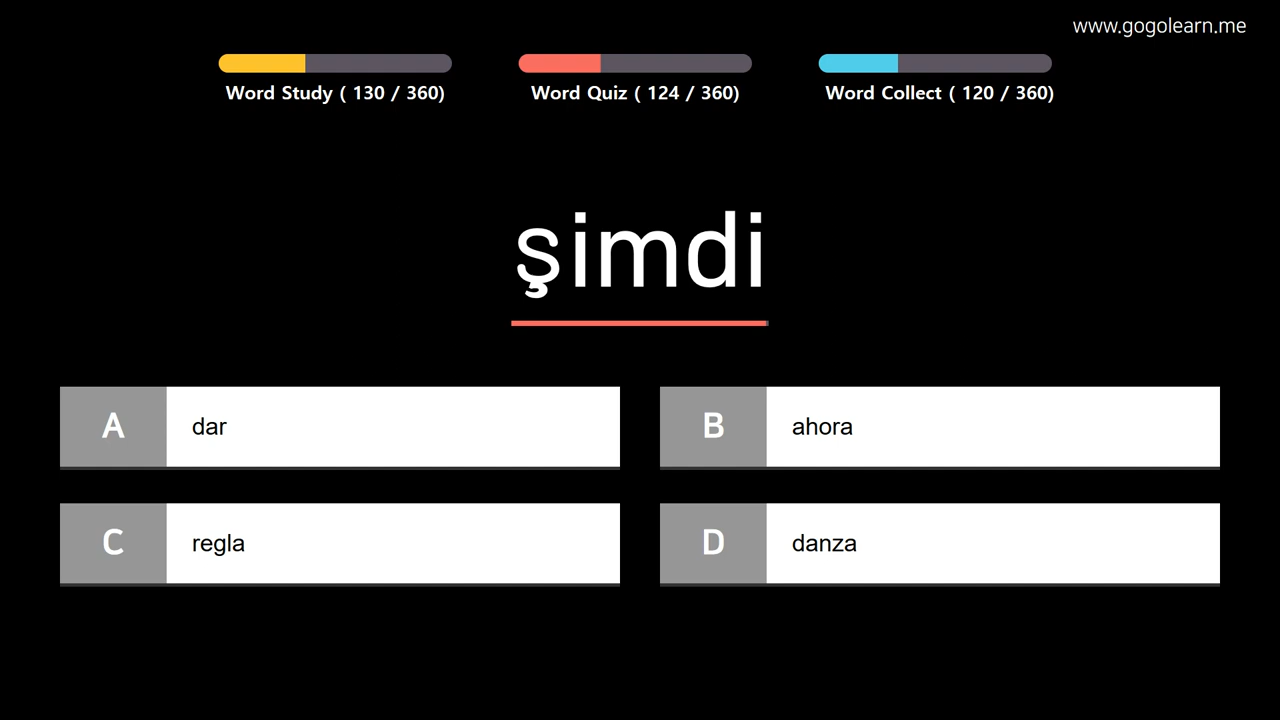 www.gogolearn.me
Word Study ( 130 / 360)
Word Quiz ( 124 / 360)
Word Collect ( 120 / 360)
şimdi
A dar
B ahora
C regla
D danza